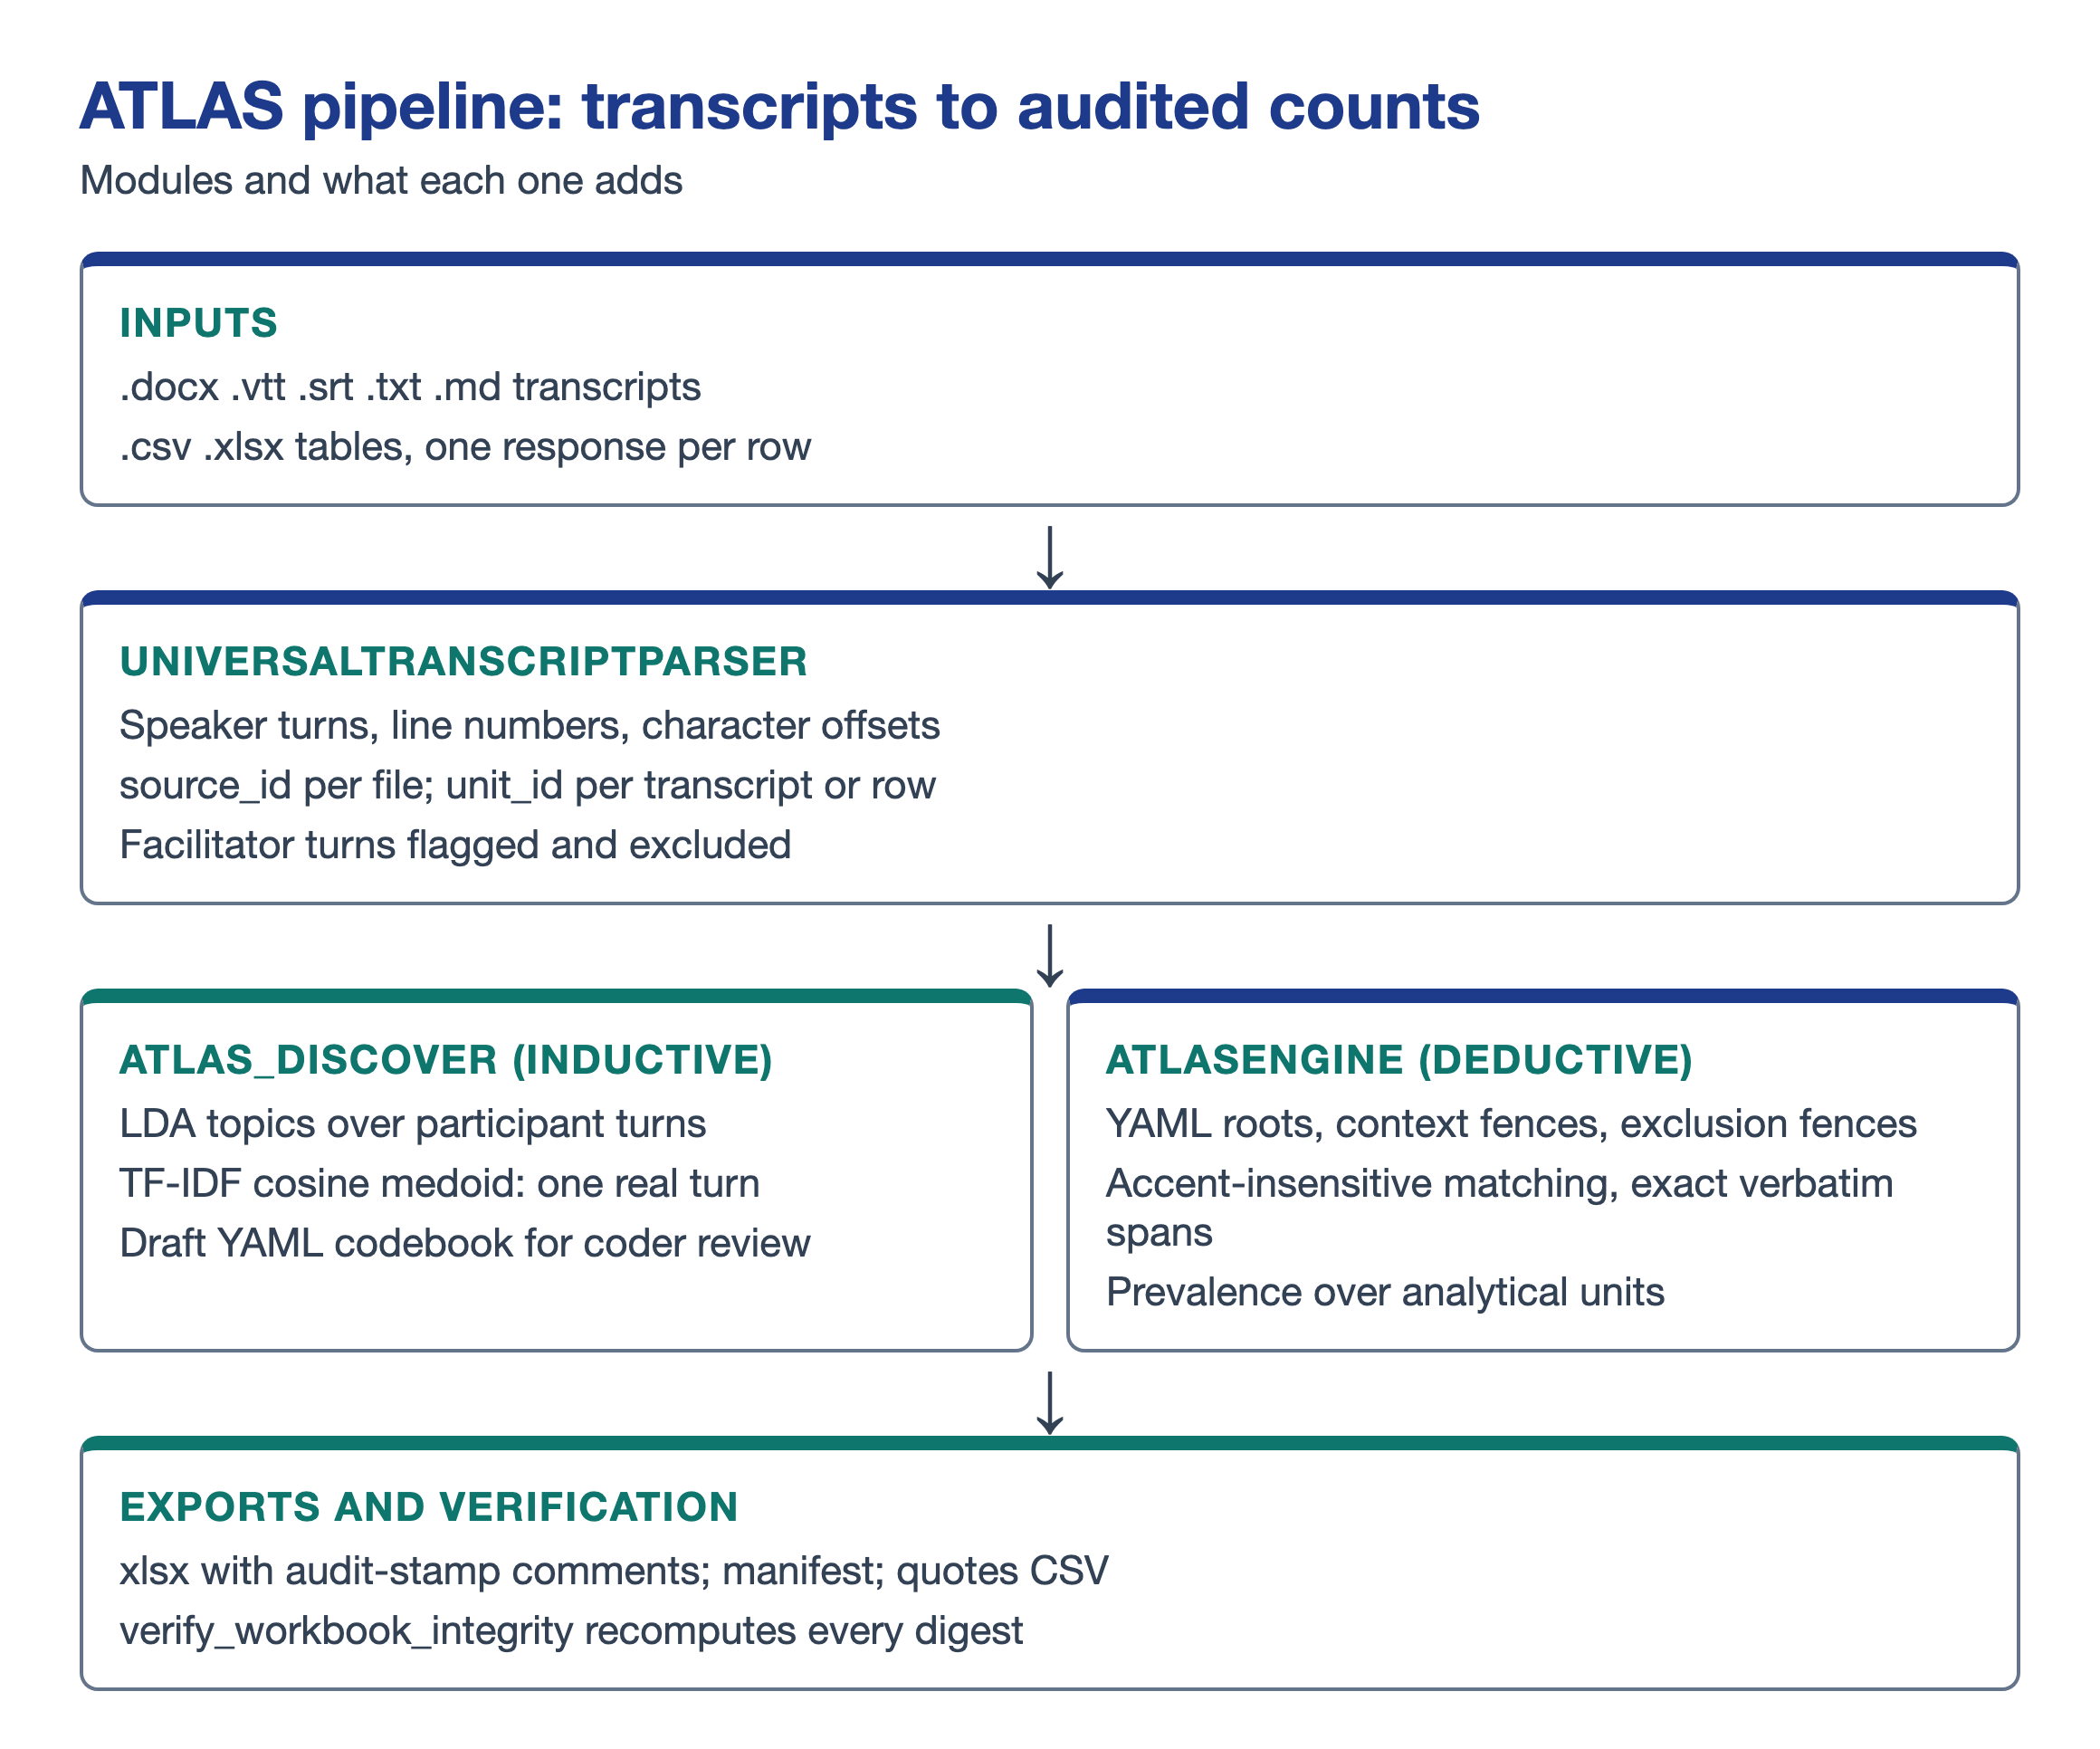 ATLAS pipeline: transcripts to audited counts
Modules and what each one adds
INPUTS
.docx .vtt .srt .txt .md transcripts
.csv .xlsx tables, one response per row
UNIVERSALTRANSCRIPTPARSER
Speaker turns, line numbers, character offsets
source_id per file; unit_id per transcript or row
Facilitator turns flagged and excluded
ATLAS_DISCOVER (INDUCTIVE)
LDA topics over participant turns
TF-IDF cosine medoid: one real turn
Draft YAML codebook for coder review
ATLASENGINE (DEDUCTIVE)
YAML roots, context fences, exclusion fences
Accent-insensitive matching, exact verbatim
spans
Prevalence over analytical units
EXPORTS AND VERIFICATION
xlsx with audit-stamp comments; manifest; quotes CSV
verify_workbook_integrity recomputes every digest